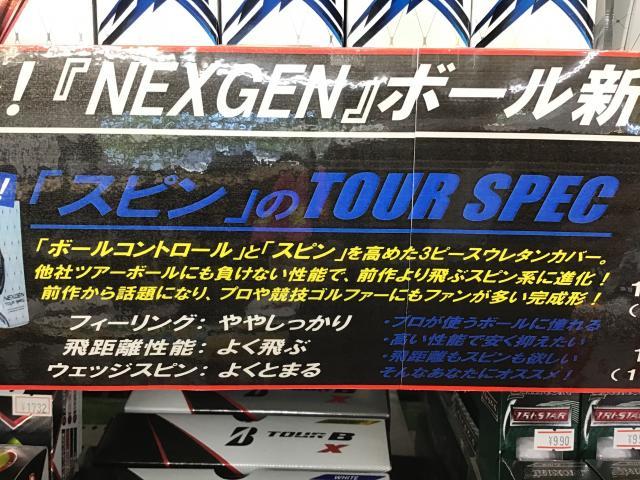 ！『NEXGEN』ボール新
「スピン」のTOUR SPEC
「ボールコントロール」と「スピン」を高めた3ピースウレタンカバー。
他社ツアーボールにも負けない性能で、前作より飛ぶスピン系に進化！
前作から話題になり、プロや競技ゴルファーにもファンが多い完成形！
フィーリング：ややしっかり
飛距離性能：よく飛ぶ
ウェッジスピン：よくとまる
・プロが使うボールに憧れる
・高い性能で安く抑えたい
・飛距離もスピンも欲しい
そんなあなたにオススメ！
NEXGEN
B TOUR B
X
WHITE
TRI-STAR
¥990
TRI-STAR